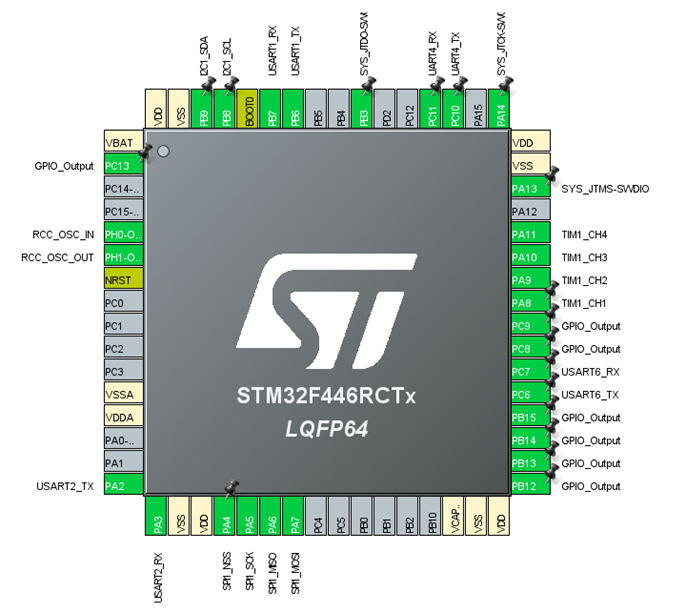 I2C1_SDA
I2C1_SCL
USART1_RX
USART1_TX
SYS_JTDO-SW
UART4_RX
UART4_TX
SYS_JTCK-SW
VDD
VSS
PB9
PB8
BOOT0
PB7
PB6
PB5
PB4
PB3
PD2
PC12
PC11
PC10
PA15
PA14
VBAT
GPIO_Output PC13
PC14-..
PC15-..
RCC_OSC_IN PH0-O..
RCC_OSC_OUT PH1-O..
NRST
PC0
PC1
PC2
PC3
VSSA
VDDA
PA0-..
PA1
USART2_TX PA2
VDD
VSS
PA13 SYS_JTMS-SWDIO
PA12
PA11 TIM1_CH4
PA10 TIM1_CH3
PA9 TIM1_CH2
PA8 TIM1_CH1
PC9 GPIO_Output
PC8 GPIO_Output
PC7 USART6_RX
PC6 USART6_TX
PB15 GPIO_Output
PB14 GPIO_Output
PB13 GPIO_Output
PB12 GPIO_Output
ST
STM32F446RCTx
LQFP64
PA3
VSS
VDD
PA4
PA5
PA6
PA7
PC4
PC5
PB0
PB1
PB2
PB10
VCAP..
VSS
VDD
USART2_RX
SPI1_NSS
SPI1_SCK
SPI1_MISO
SPI1_MOSI